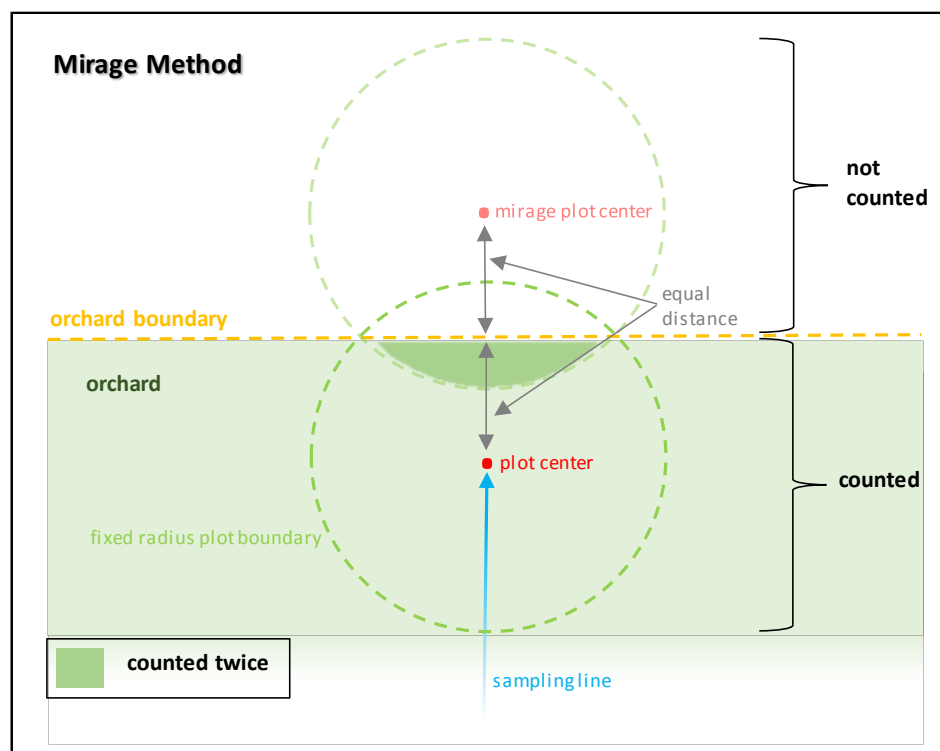 Mirage Method
not
counted
mirage plot center
equal
distance
orchard boundary
orchard
plot center
counted
fixed radius plot boundary
counted twice
sampling line